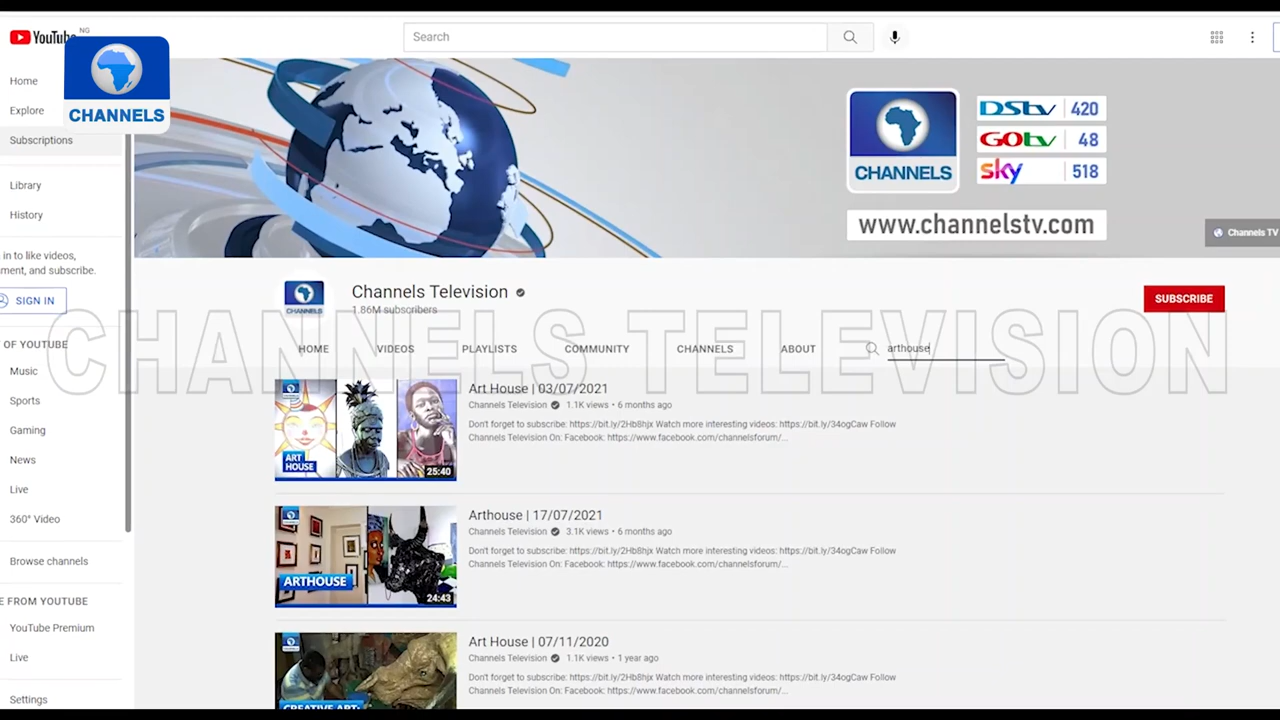 YouTube NG
Search
CHANNELS
Home
Explore
Subscriptions
Library
History
in to like videos,
ment, and subscribe.
SIGN IN
OF YOUTUBE
Music
Sports
Gaming
News
Live
360° Video
Browse channels
E FROM YOUTUBE
YouTube Premium
Live
Settings
CHANNELS
DStv 420
GOtv 48
sky 518
www.channelstv.com
Channels TV
CHANNELS
Channels Television
1.86M subscribers
SUBSCRIBE
CHANNELS TELEVISION
HOME VIDEOS PLAYLISTS COMMUNITY CHANNELS ABOUT arthouse
ART
HOUSE
25:40
Art House | 03/07/2021
Channels Television 1.1K views • 6 months ago
Don't forget to subscribe: https://bit.ly/2Hb8hjx Watch more interesting videos: https://bit.ly/34ogCaw Follow
Channels Television On: Facebook: https://www.facebook.com/channelsforum/...
ARTHOUSE
24:43
Arthouse | 17/07/2021
Channels Television 3.1K views • 6 months ago
Don't forget to subscribe: https://bit.ly/2Hb8hjx Watch more interesting videos: https://bit.ly/34ogCaw Follow
Channels Television On: Facebook: https://www.facebook.com/channelsforum/...
CREATIVE ART:
Art House | 07/11/2020
Channels Television 1.1K views • 1 year ago
Don't forget to subscribe: https://bit.ly/2Hb8hjx Watch more interesting videos: https://bit.ly/34ogCaw Follow
Channels Television On: Facebook: https://www.facebook.com/channelsforum/...